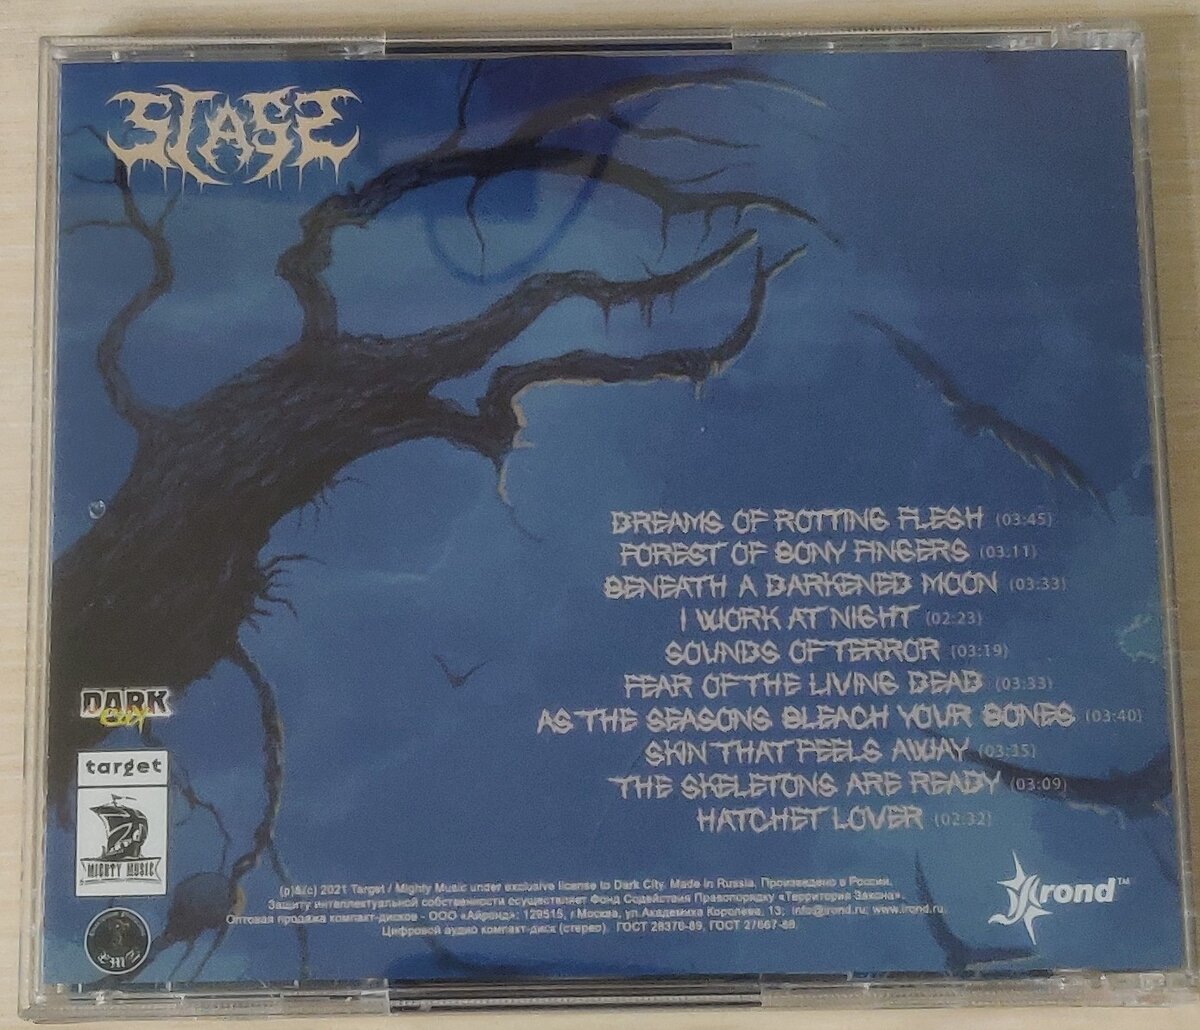 DREAMS OF ROTTING FLESH (03:45)
FOREST OF BONY FINGERS (03:11)
BENEATH A DARKENED MOON (03:33)
I WORK AT NIGHT (02:23)
SOUNDS OF TERROR (03:19)
FEAR OF THE LIVING DEAD (03:33)
AS THE SEASONS BLEACH YOUR BONES (03:40)
SKIN THAT PEELS AWAY (03:35)
THE SKELETONS ARE READY (03:09)
HATCHET LOVER (02:32)
DARK
City
target
MIGHTY MUSIC
(p)&(c) 2021 Target / Mighty Music under exclusive license to Dark City. Made in Russia. Произведено в России.
Защиту интеллектуальной собственности осуществляет Фонд Содействия Правопорядку «Территория Закона».
Оптовая продажа компакт-дисков - ООО «Айронд»: 129515, г.Москва, ул.Академика Королева, 13; info@irond.ru; www.irond.ru
Цифровой аудио компакт-диск (стерео). ГОСТ 28376-89, ГОСТ 27667-88.
irond™